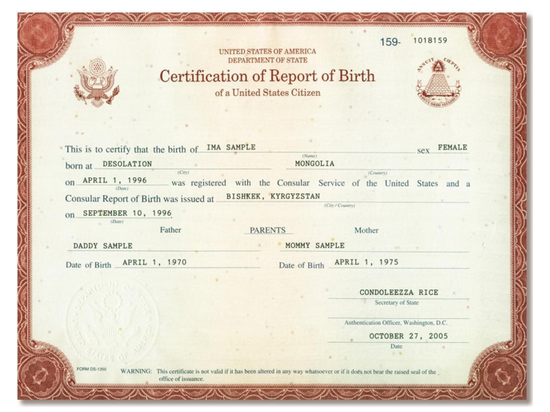 159- 1018159
UNITED STATES OF AMERICA
DEPARTMENT OF STATE
Certification of Report of Birth
of a United States Citizen
ANNUIT CŒPTIS
This is to certify that the birth of IMA SAMPLE sex FEMALE
(Name)
born at DESOLATION MONGOLIA
(City) (Country)
on APRIL 1, 1996 was registered with the Consular Service of the United States and a
(Date)
Consular Report of Birth was issued at BISHKEK, KYRGYZSTAN
(City/Country)
on SEPTEMBER 10, 1996
(Date)
Father PARENTS Mother
DADDY SAMPLE MOMMY SAMPLE
Date of Birth APRIL 1, 1970 Date of Birth APRIL 1, 1975
CONDOLEEZZA RICE
Secretary of State
Authentication Officer, Washington, D.C.
OCTOBER 27, 2005
Date
FORM DS-1350 WARNING: This certificate is not valid if it has been altered in any way whatsoever or if it does not bear the raised seal of the
office of issuance.